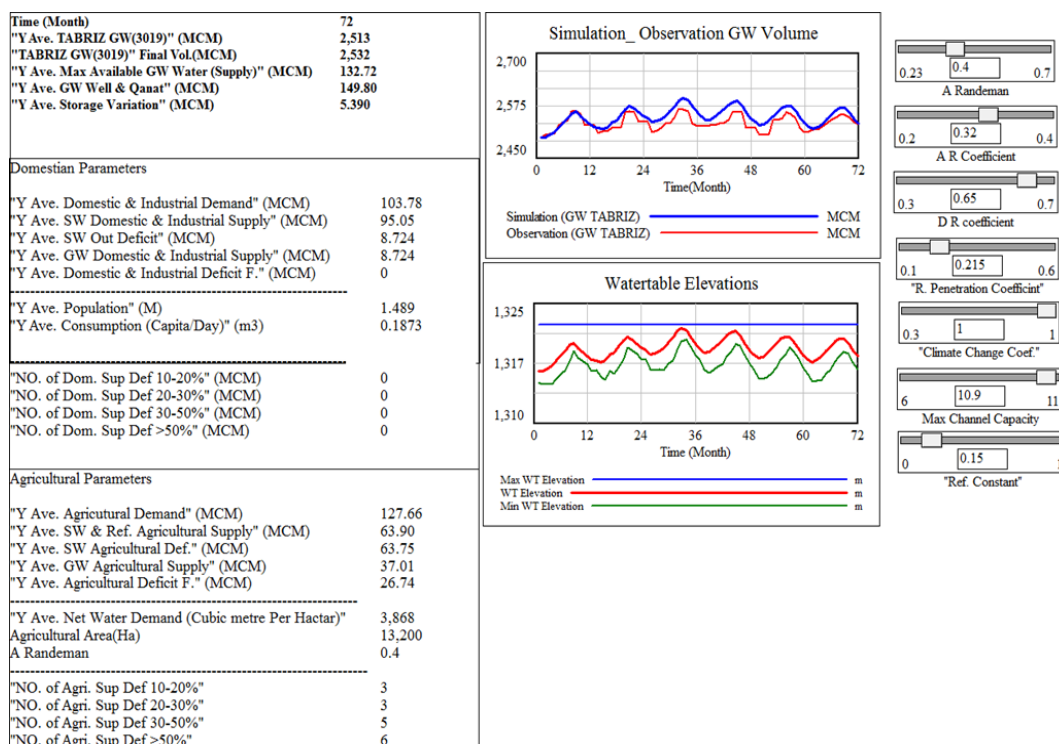 Time (Month) 72
"Y Ave. TABRIZ GW(3019)" (MCM) 2,513
"TABRIZ GW(3019)" Final Vol.(MCM) 2,532
"Y Ave. Max Available GW Water (Supply)" (MCM) 132.72
"Y Ave. GW Well & Qanat" (MCM) 149.80
"Y Ave. Storage Variation" (MCM) 5.390
Domestian Parameters
"Y Ave. Domestic & Industrial Demand" (MCM) 103.78
"Y Ave. SW Domestic & Industrial Supply" (MCM) 95.05
"Y Ave. SW Out Deficit" (MCM) 8.724
"Y Ave. GW Domestic & Industrial Supply" (MCM) 8.724
"Y Ave. Domestic & Industrial Deficit F." (MCM) 0
"Y Ave. Population" (M) 1.489
"Y Ave. Consumption (Capita/Day)" (m3) 0.1873
"NO. of Dom. Sup Def 10-20%" (MCM) 0
"NO. of Dom. Sup Def 20-30%" (MCM) 0
"NO. of Dom. Sup Def 30-50%" (MCM) 0
"NO. of Dom. Sup Def >50%" (MCM) 0
Agricultural Parameters
"Y Ave. Agricutural Demand" (MCM) 127.66
"Y Ave. SW & Ref. Agricultural Supply" (MCM) 63.90
"Y Ave. SW Agricultural Def." (MCM) 63.75
"Y Ave. GW Agricultural Supply" (MCM) 37.01
"Y Ave. Agricultural Deficit F." (MCM) 26.74
"Y Ave. Net Water Demand (Cubic metre Per Hactar)" 3,868
Agricultural Area(Ha) 13,200
A Randeman 0.4
"NO. of Agri. Sup Def 10-20%" 3
"NO. of Agri. Sup Def 20-30%" 3
"NO. of Agri. Sup Def 30-50%" 5
"NO. of Agri. Sup Def >50%" 6
Simulation_ Observation GW Volume
2,700
2,575
2,450
0 12 24 36 48 60 72
Time(Month)
Simulation (GW TABRIZ) MCM
Observation (GW TABRIZ) MCM
Watertable Elevations
1,325
1,317
1,310
0 12 24 36 48 60 72
Time (Month)
Max WT Elevation m
WT Elevation m
Min WT Elevation m
0.23 0.4 0.7
A Randeman
0.2 0.32 0.4
A R Coefficient
0.3 0.65 0.7
D R coefficient
0.1 0.215 0.6
"R. Penetration Coefficint"
0.3 1 1
"Climate Change Coef."
6 10.9 11
Max Channel Capacity
0 0.15
"Ref. Constant"